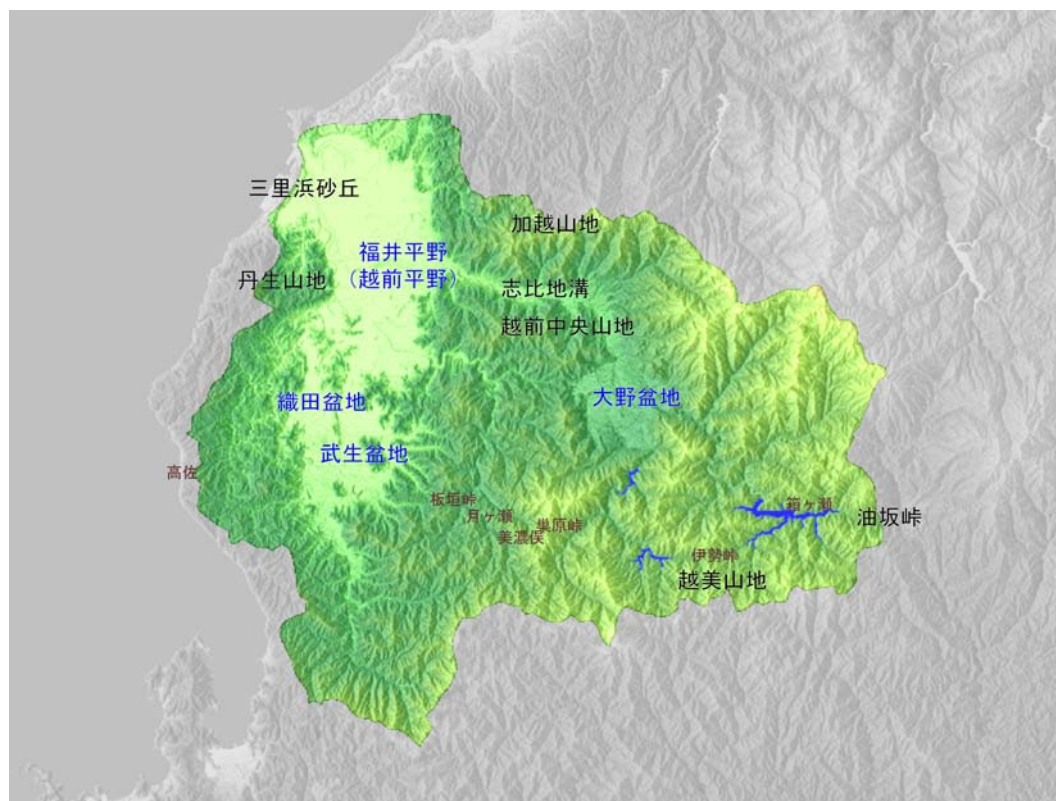 三里浜砂丘
加越山地
福井平野
(越前平野)
丹生山地
志比地溝
越前中央山地
織田盆地
大野盆地
武生盆地
高佐
板垣峠
月ヶ瀬
巣原峠
美濃俣
箱ヶ瀬
油坂峠
伊勢峠
越美山地